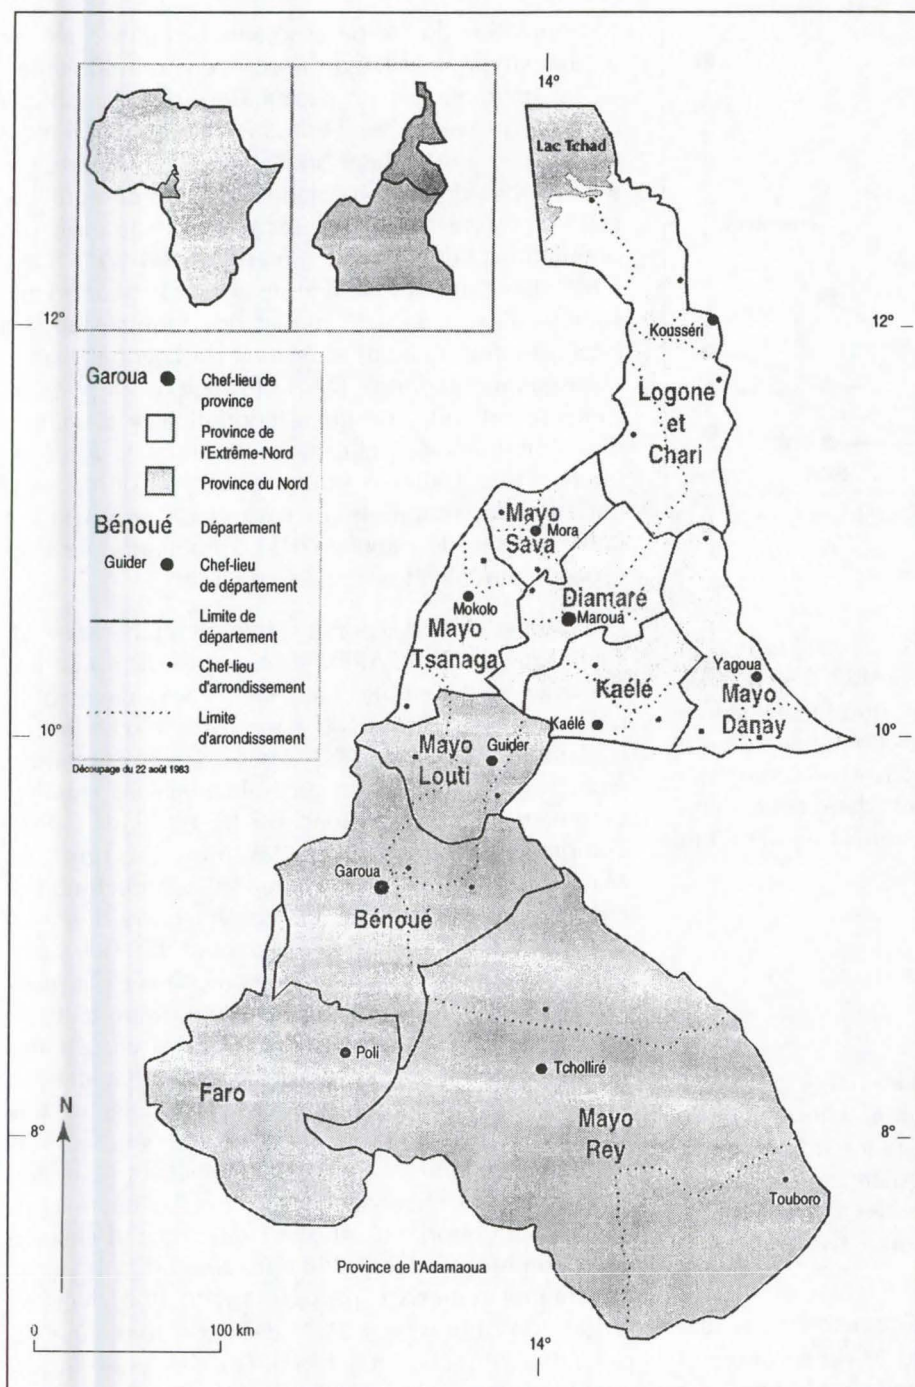 14°
Lac Tchad
12°
12°
Kousséri
Logone
et
Chari
Garoua
Chef-lieu de
province
Province de
l'Extrême-Nord
Province du Nord
Bénoué
Département
Guider
Chef-lieu
de département
Limite de
département
Chef-lieu
d'arrondissement
Limite
d'arrondissement
Découpage du 22 août 1983
Mayo
Sava
Mora
Diamaré
Maroua
Mokolo
Mayo
Tsanaga
Yagoua
Mayo
Danay
Kaélé
Kaélé
10°
10°
Mayo
Louti
Guider
Garoua
Bénoué
Poli
Faro
Tcholliré
Mayo
Rey
Touboro
N
8°
8°
Province de l'Adamaoua
0
100 km
14°